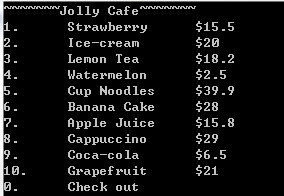 ~~~~~~~Jolly Cafe~~~~~~~
1. Strawberry $15.5
2. Ice-cream $20
3. Lemon Tea $18.2
4. Watermelon $2.5
5. Cup Noodles $39.9
6. Banana Cake $28
7. Apple Juice $15.8
8. Cappuccino $29
9. Coca-cola $6.5
10. Grapefruit $21
0. Check out